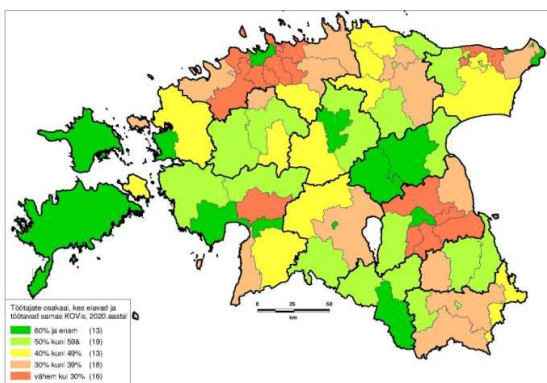 Töötajate osakaal, kes elavad ja
töötavad samas KOVis, 2020.aastal
60% ja enam (13)
50% kuni 59& (19)
40% kuni 49% (13)
30% kuni 39% (18)
vähem kui 30% (16)
0 25 50
km